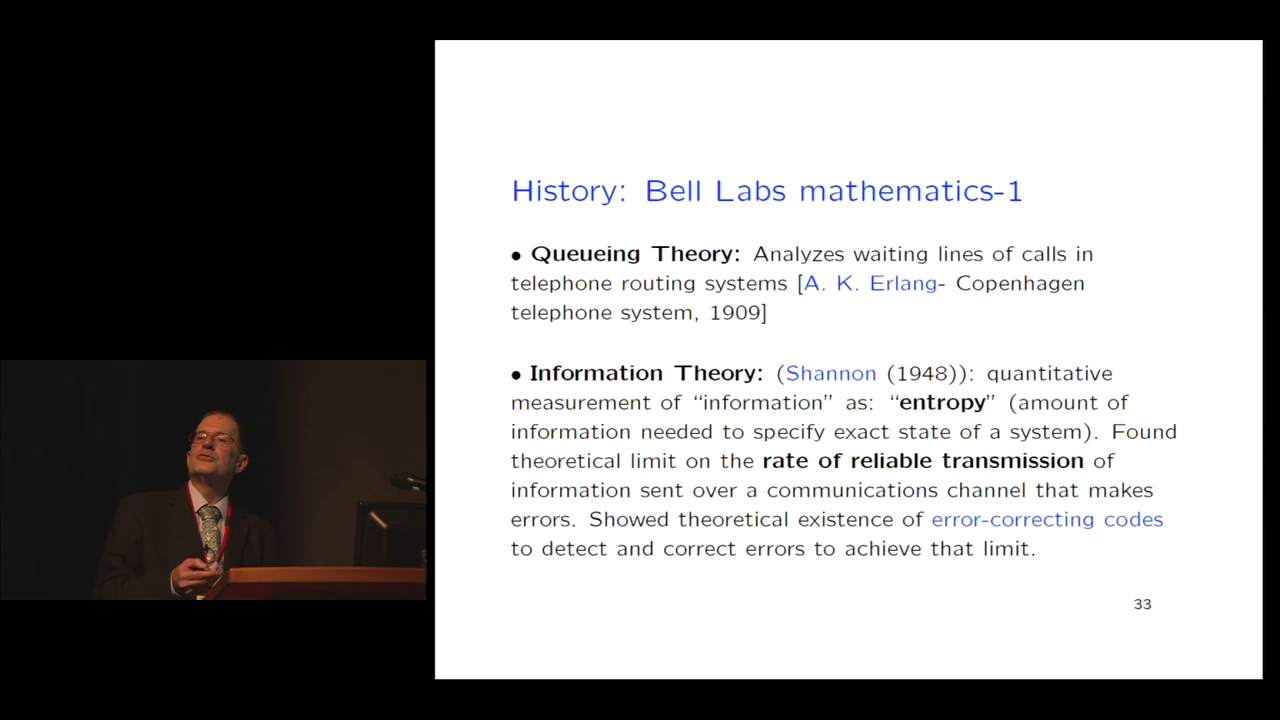 History: Bell Labs mathematics-1
• Queueing Theory: Analyzes waiting lines of calls in
telephone routing systems [A. K. Erlang- Copenhagen
telephone system, 1909]
• Information Theory: (Shannon (1948)): quantitative
measurement of “information” as: “entropy” (amount of
information needed to specify exact state of a system). Found
theoretical limit on the rate of reliable transmission of
information sent over a communications channel that makes
errors. Showed theoretical existence of error-correcting codes
to detect and correct errors to achieve that limit.
33